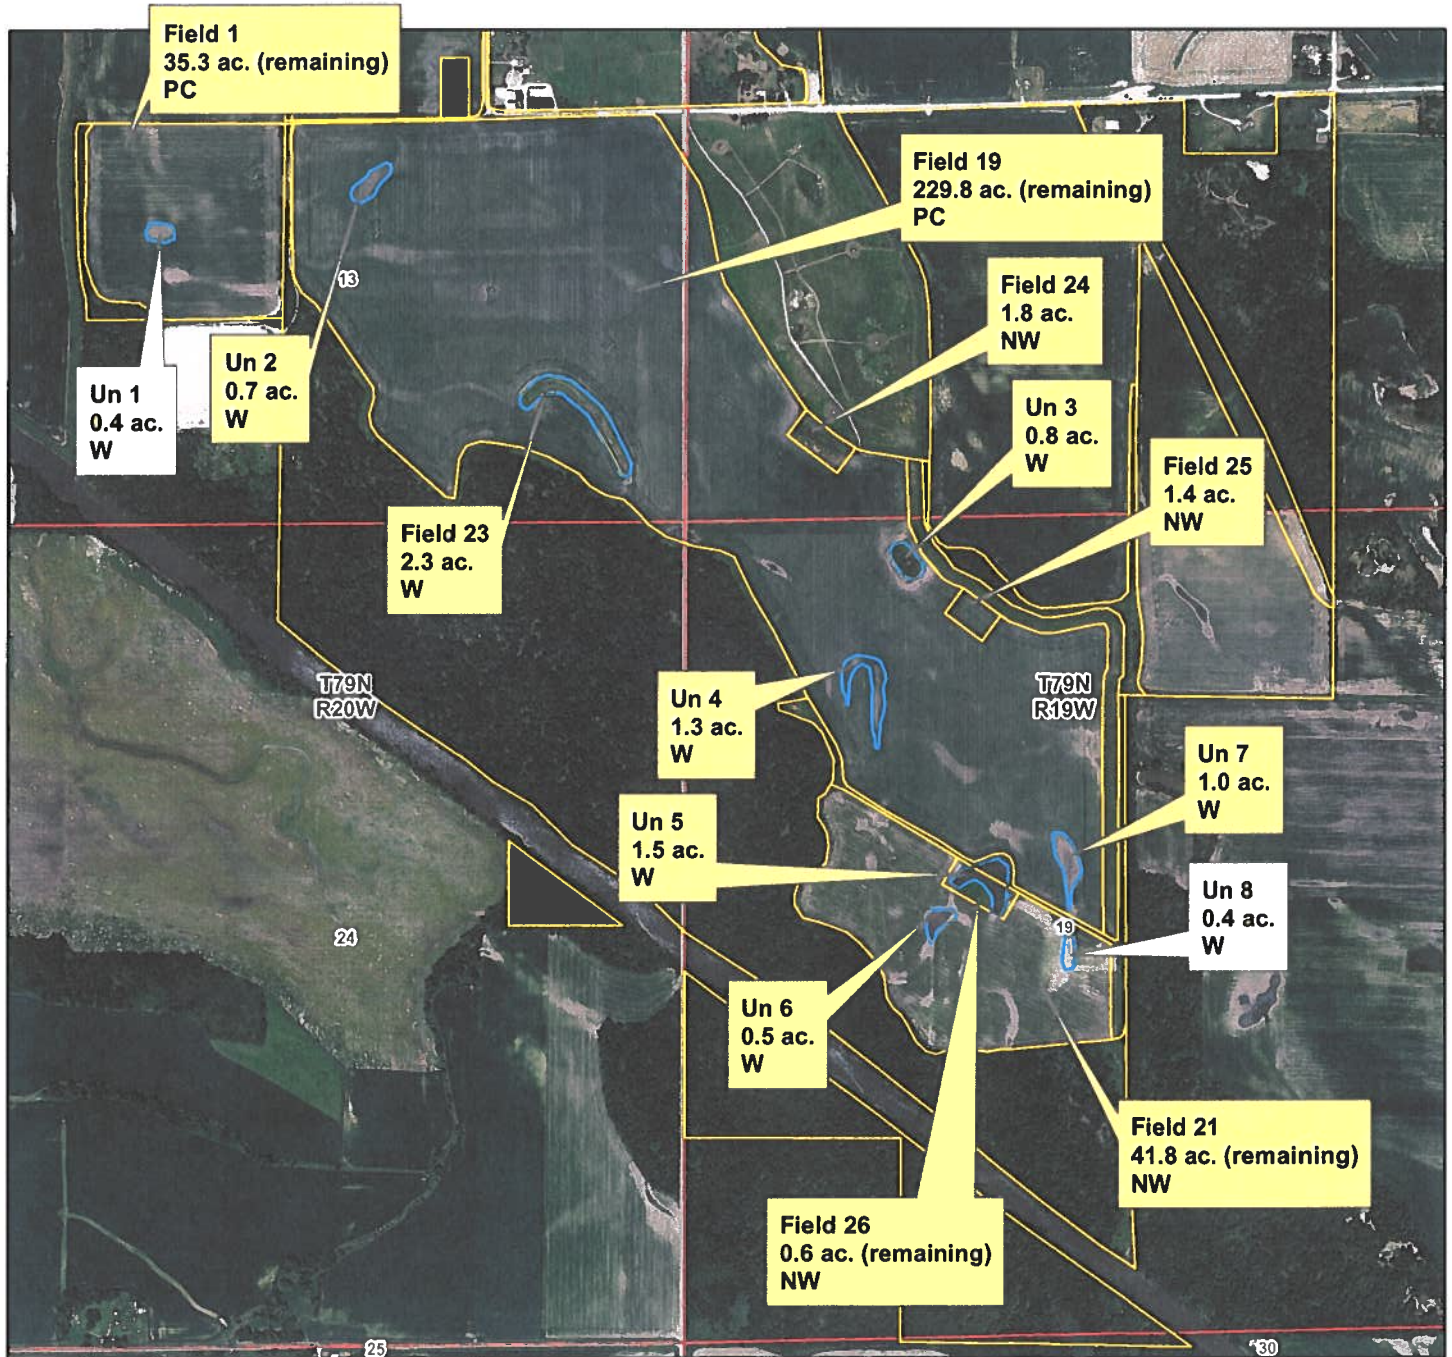 Field 1
35.3 ac. (remaining)
PC
Field 19
229.8 ac. (remaining)
PC
Field 24
1.8 ac.
NW
13
Un 2
0.7 ac.
W
Un 1
0.4 ac.
W
Un 3
0.8 ac.
W
Field 25
1.4 ac.
NW
Field 23
2.3 ac.
W
T79N
R20W
Un 4
1.3 ac.
W
T79N
R19W
Un 7
1.0 ac.
W
Un 5
1.5 ac.
W
Un 8
0.4 ac.
W
19
24
Un 6
0.5 ac.
W
Field 21
41.8 ac. (remaining)
NW
Field 26
0.6 ac. (remaining)
NW
25
30